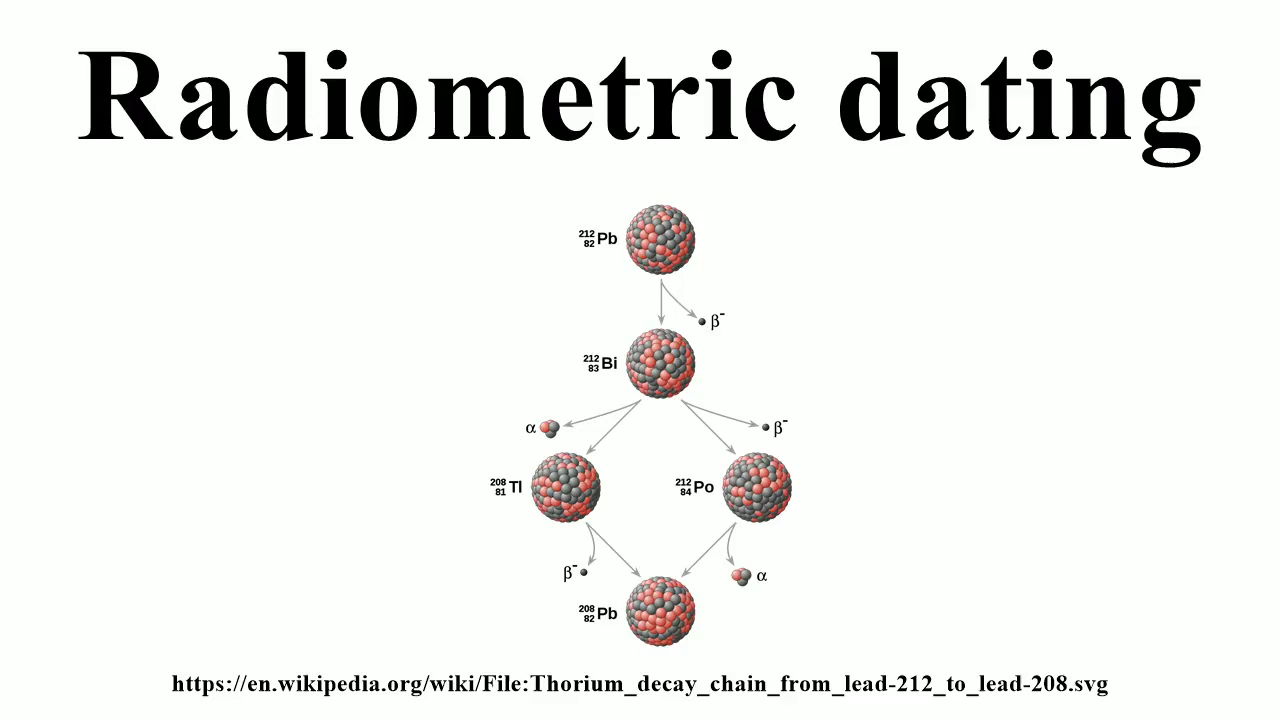 Radiometric dating
212
82 Pb
β-
212
83 Bi
α
β-
208
81 Tl
212
84 Po
β-
α
208
82 Pb
https://en.wikipedia.org/wiki/File:Thorium_decay_chain_from_lead-212_to_lead-208.svg